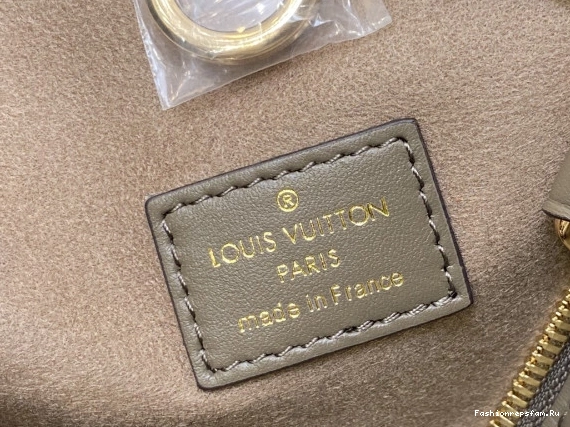 ®
LOUIS VUITTON
PARIS
made in France
Fashionrepsfam.Ru